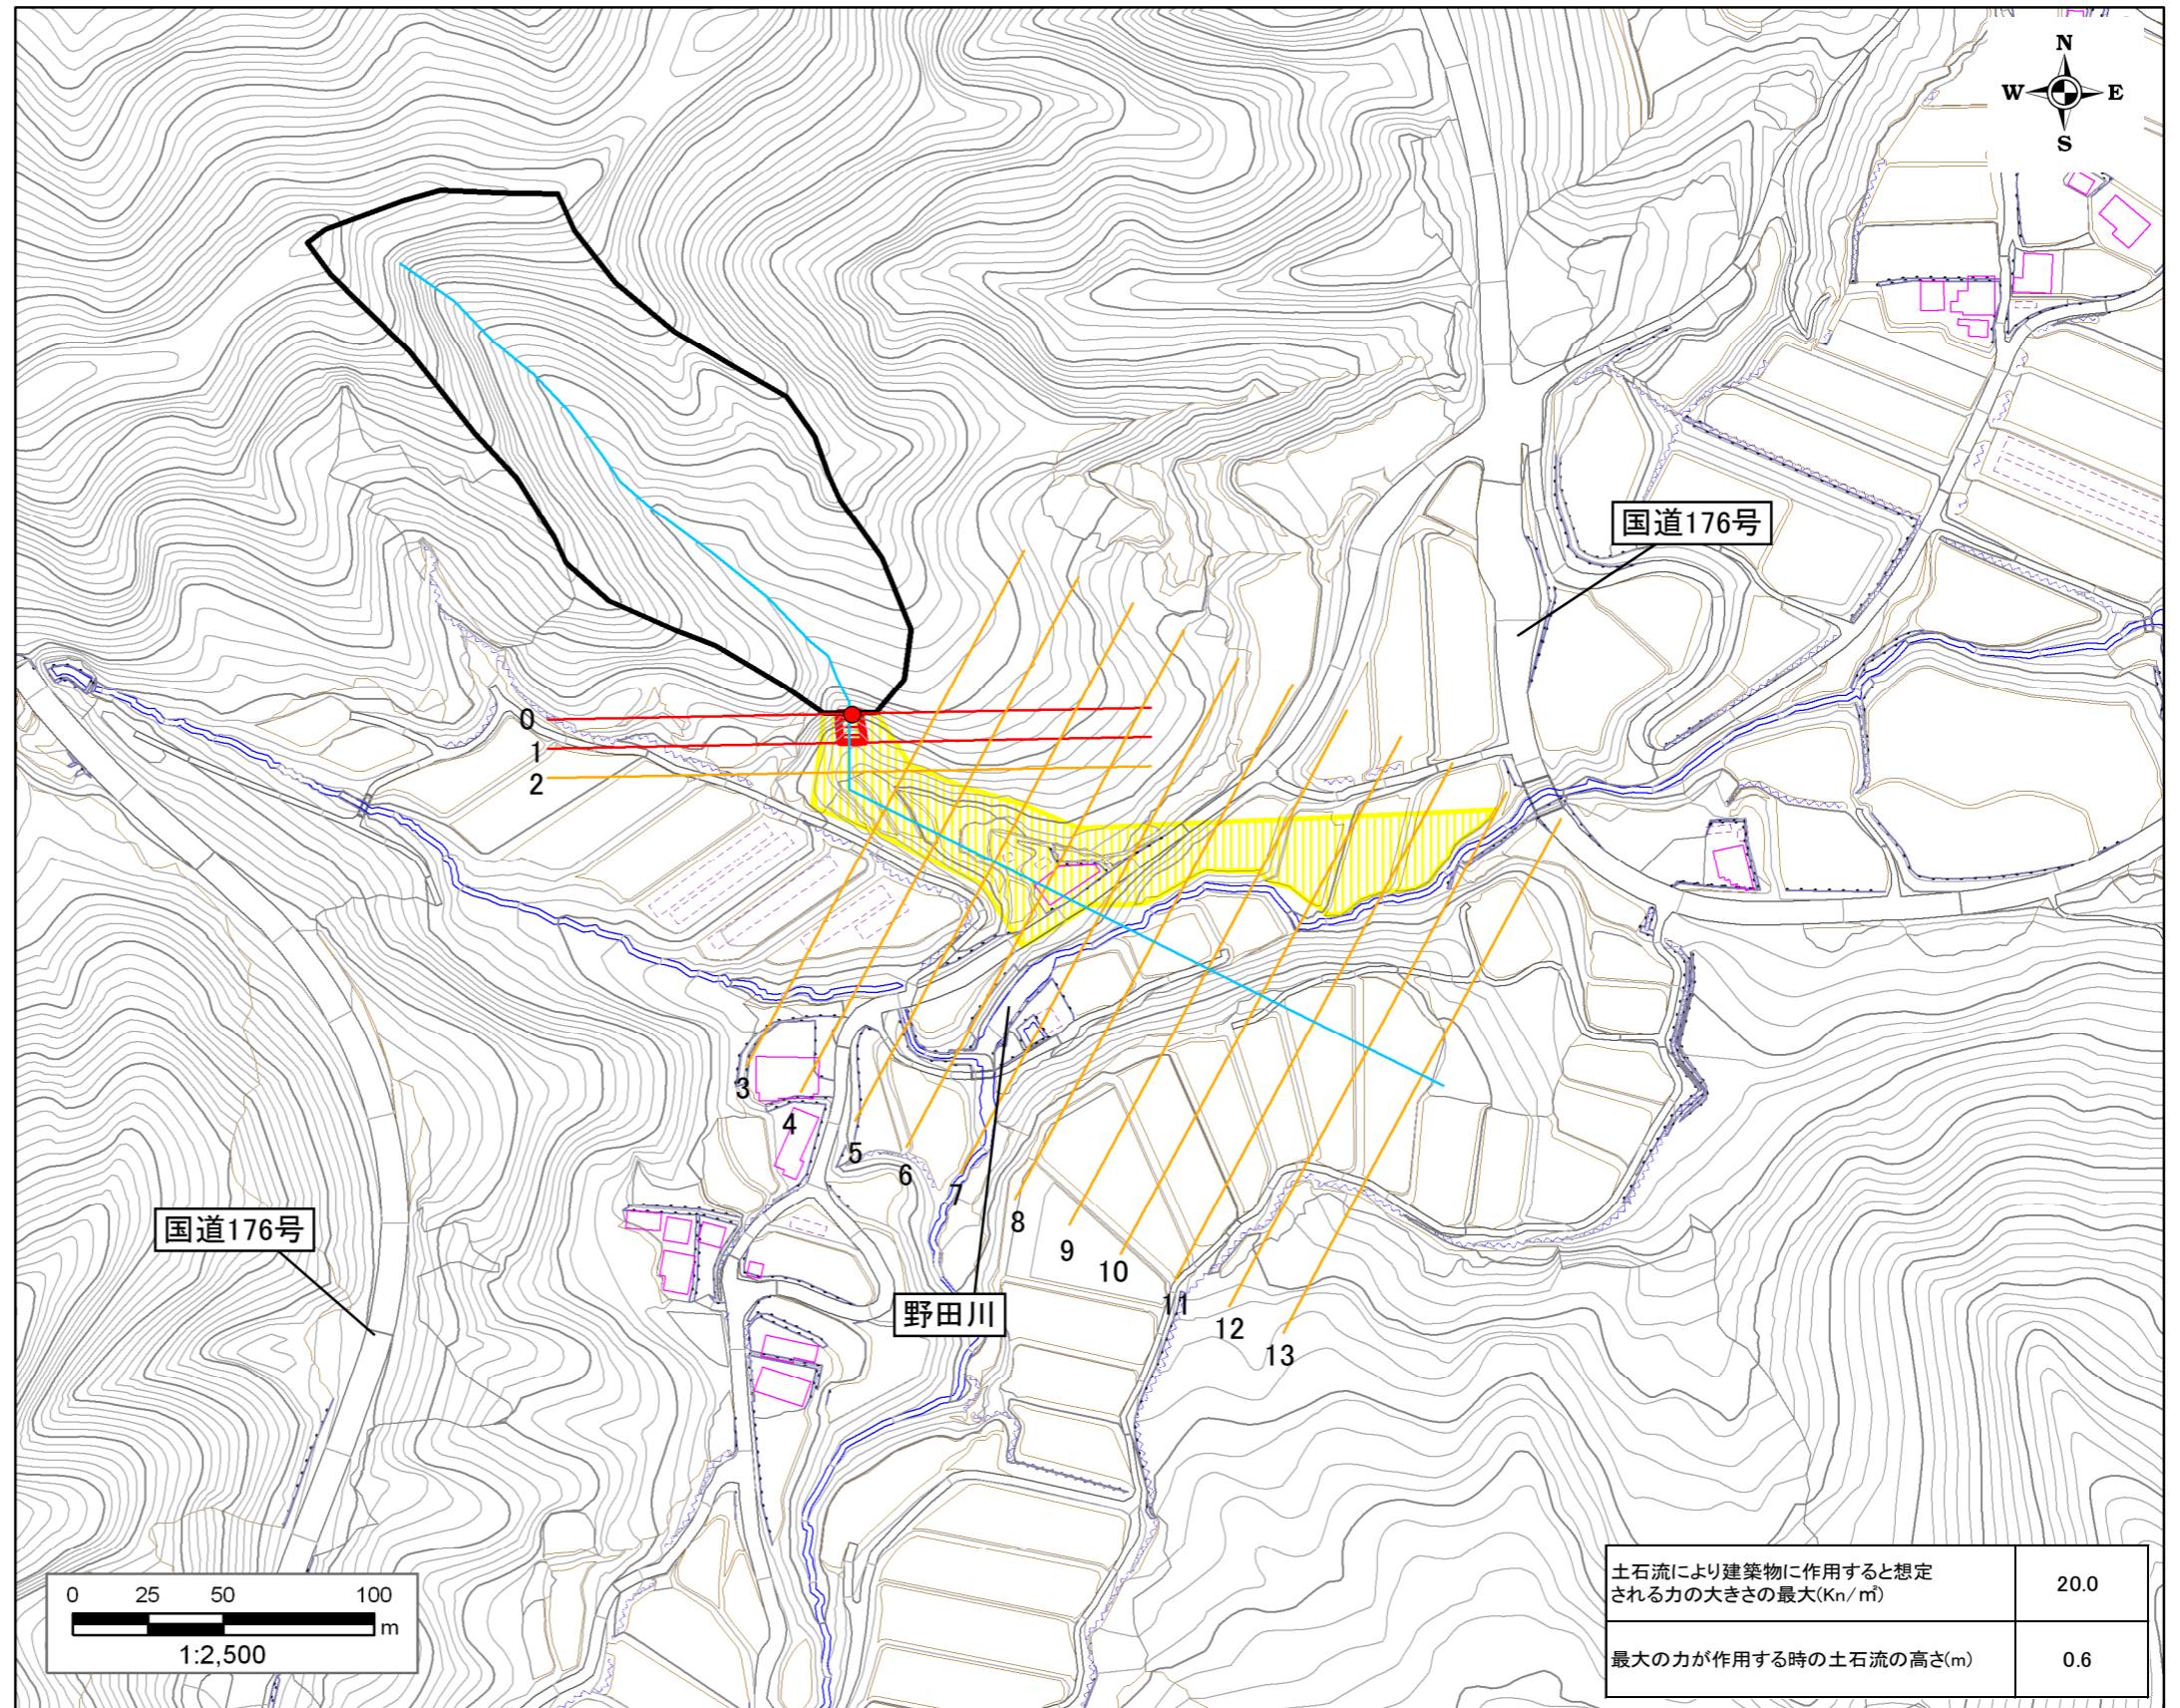 N
W E
S
国道176号
0
1
2
3
4
5
6
7
8
9
10
11
12
13
国道176号
野田川
0 25 50 100
m
1:2,500
土石流により建築物に作用すると想定
される力の大きさの最大(Kn/㎡)
20.0
最大の力が作用する時の土石流の高さ(m)
0.6